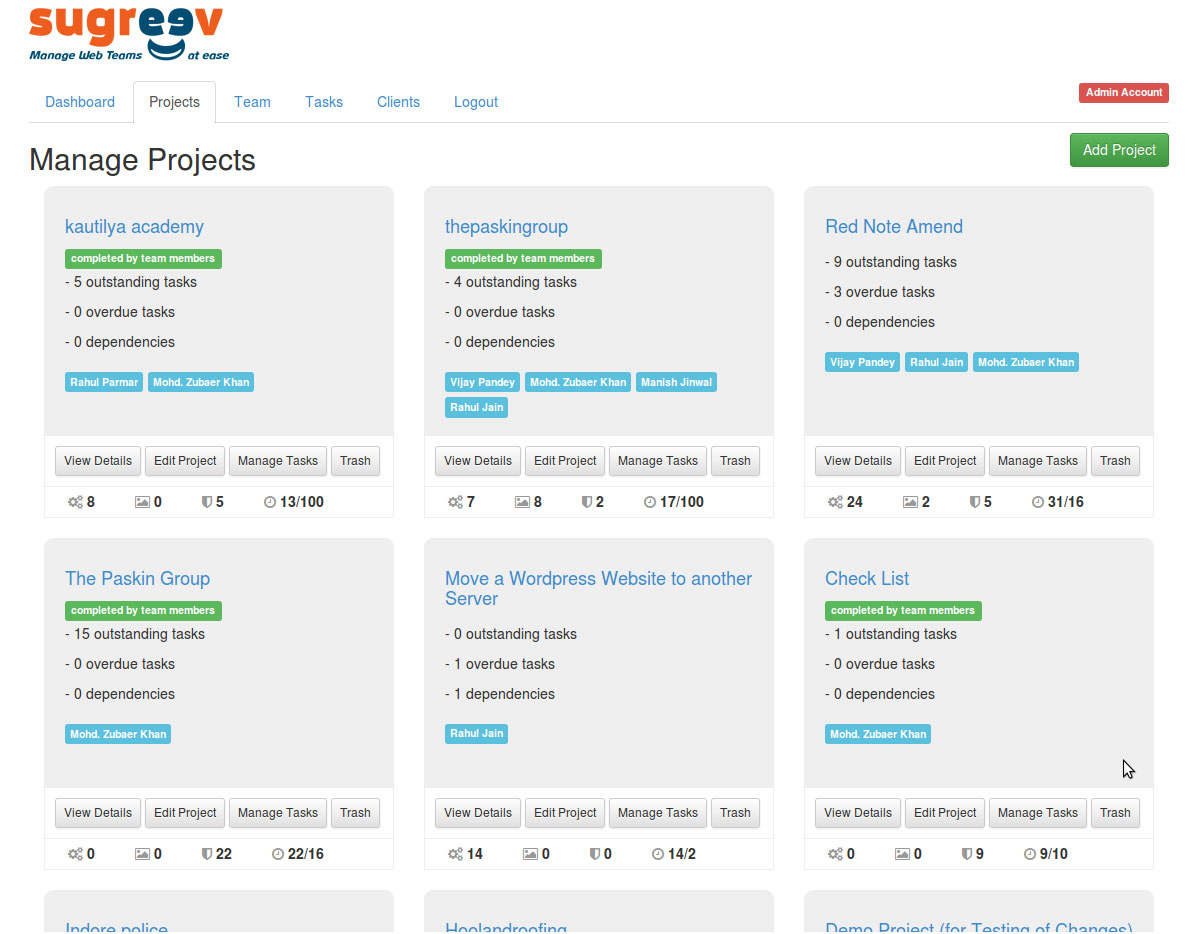 sugreev
Manage Web Teams at ease
Dashboard Projects Team Tasks Clients Logout
Admin Account
Manage Projects
Add Project
kautilya academy
completed by team members
- 5 outstanding tasks
- 0 overdue tasks
- 0 dependencies
Rahul Parmar Mohd. Zubaer Khan
View Details Edit Project Manage Tasks Trash
8 0 5 13/100
thepaskingroup
completed by team members
- 4 outstanding tasks
- 0 overdue tasks
- 0 dependencies
Vijay Pandey Mohd. Zubaer Khan Manish Jinwal
Rahul Jain
View Details Edit Project Manage Tasks Trash
7 8 2 17/100
Red Note Amend
- 9 outstanding tasks
- 3 overdue tasks
- 0 dependencies
Vijay Pandey Rahul Jain Mohd. Zubaer Khan
View Details Edit Project Manage Tasks Trash
24 2 5 31/16
The Paskin Group
completed by team members
- 15 outstanding tasks
- 0 overdue tasks
- 0 dependencies
Mohd. Zubaer Khan
View Details Edit Project Manage Tasks Trash
0 0 22 22/16
Move a Wordpress Website to another
Server
- 0 outstanding tasks
- 1 overdue tasks
- 1 dependencies
Rahul Jain
View Details Edit Project Manage Tasks Trash
14 0 0 14/2
Check List
completed by team members
- 1 outstanding tasks
- 0 overdue tasks
- 0 dependencies
Mohd. Zubaer Khan
View Details Edit Project Manage Tasks Trash
0 0 9 9/10
Indore police
Hoolandroofing
Demo Project (for Testing of Changes)